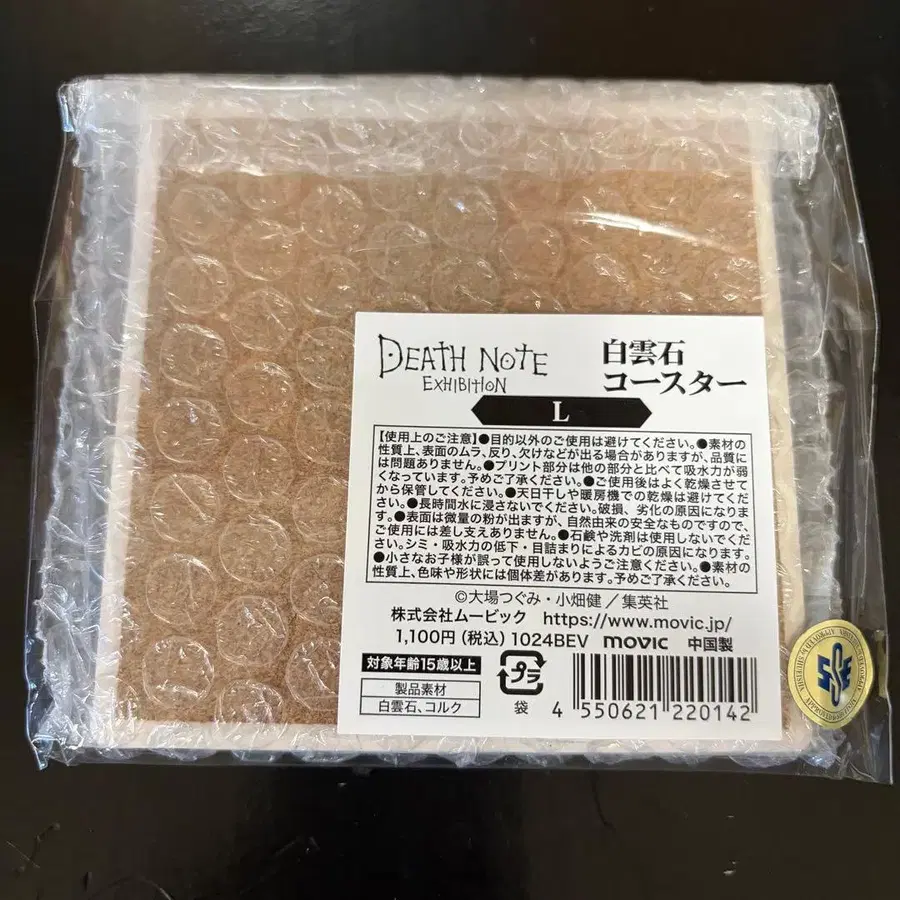 DEATH NOTE
EXHIBITION
白雲石
コースター
L
【使用上のご注意】●目的以外のご使用は避けてください。●素材の
性質上、表面のムラ、反り、欠けなどが出る場合がありますが、品質に
は問題ありません。●プリント部分は他の部分と比べて吸水力が弱
くなっています。予めご了承ください。●ご使用後はよく乾燥させて
から保管してください。●天日干しや暖房機での乾燥は避けてくださ
い。●長時間水に浸さないでください。破損、劣化の原因になりま
す。●表面は微量の粉が出ますが、自然由来の安全なものですので、
ご使用には差し支えありません。●石鹸や洗剤は使用しないでくだ
さい。シミ・吸水力の低下・目詰まりによるカビの原因になります。
●小さなお子様が誤って使用しないようご注意ください。●素材の
性質上、色味や形状には個体差があります。予めご了承ください。
©大場つぐみ・小畑健／集英社
株式会社ムービック https://www.movic.jp/
1,100円（税込）1024BEV movic 中国製
対象年齢15歳以上
製品素材
白雲石、コルク
プラ
袋
4 550621 220142